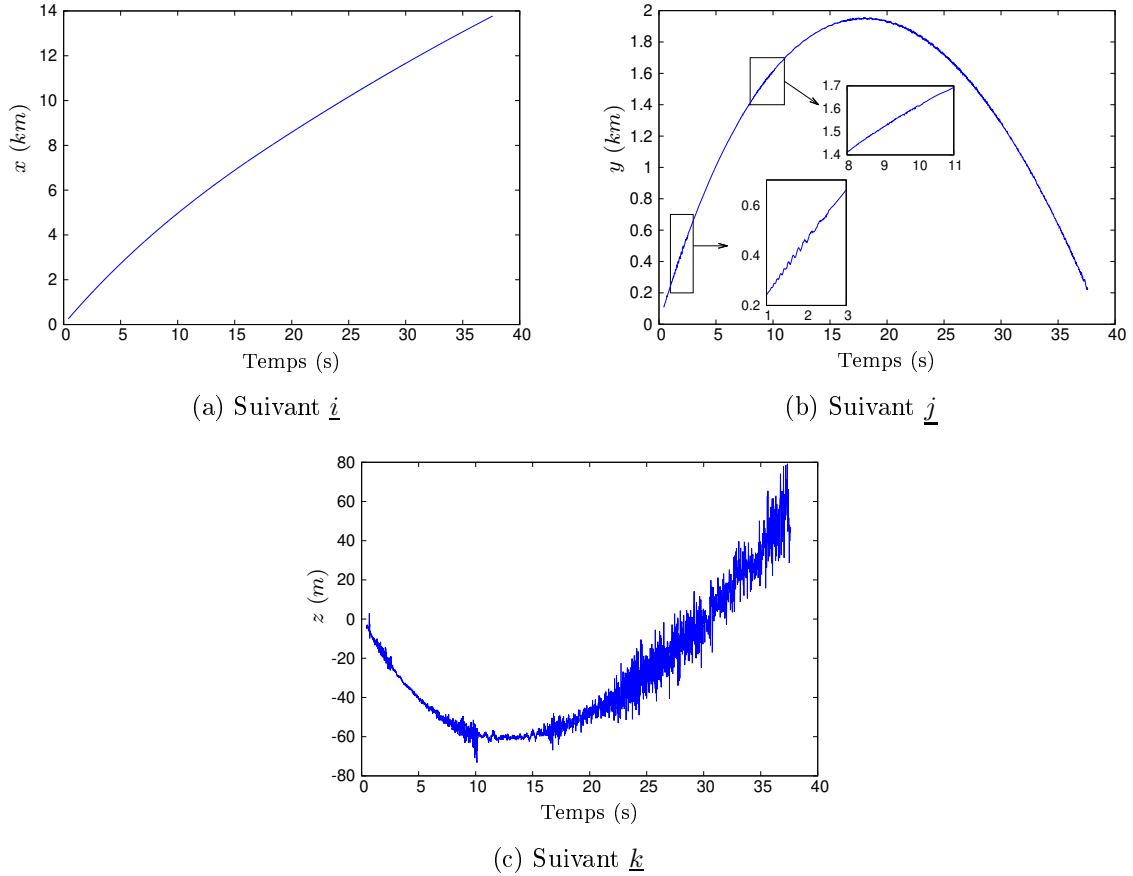 14
12
10
8
6
4
2
0
0 5 10 15 20 25 30 35 40
x (km)
Temps (s)
(a) Suivant i
2
1.8
1.6
1.4
1.2
1
0.8
0.6
0.4
0.2
0
0 5 10 15 20 25 30 35 40
y (km)
Temps (s)
1.7
1.6
1.5
1.4
8 9 10 11
0.6
0.4
0.2
1 2 3
(b) Suivant j
80
60
40
20
0
-20
-40
-60
-80
0 5 10 15 20 25 30 35 40
z (m)
Temps (s)
(c) Suivant k